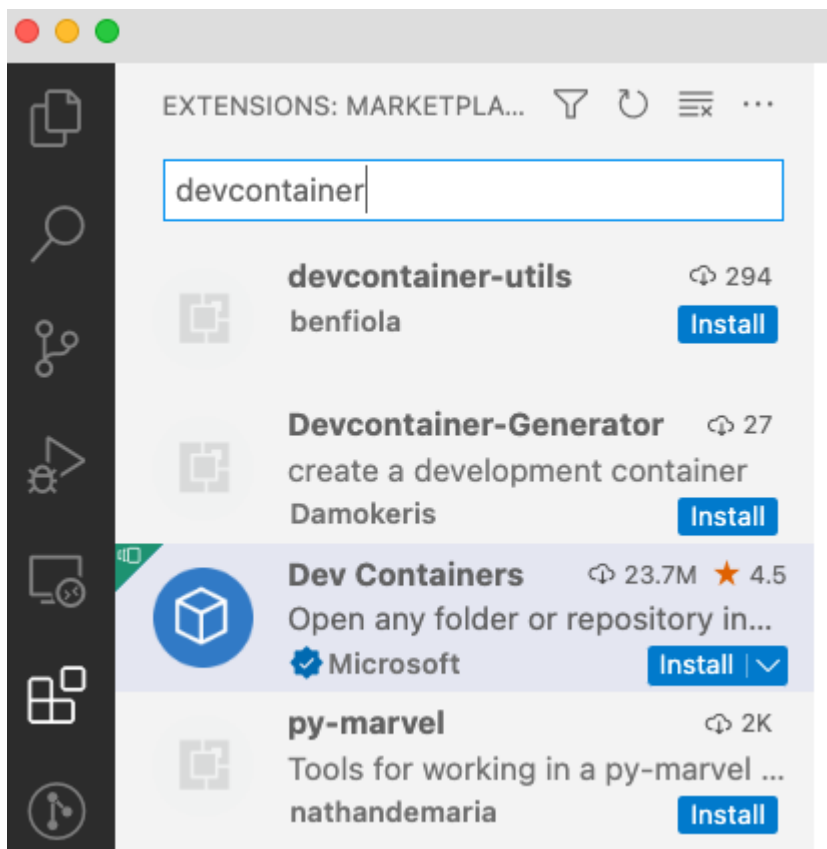 EXTENSIONS: MARKETPLA...
devcontainer
devcontainer-utils 294
benfiola Install
Devcontainer-Generator 27
create a development container
Damokeris Install
Dev Containers 23.7M ★ 4.5
Open any folder or repository in...
Microsoft Install
py-marvel 2K
Tools for working in a py-marvel ...
nathandemaria Install